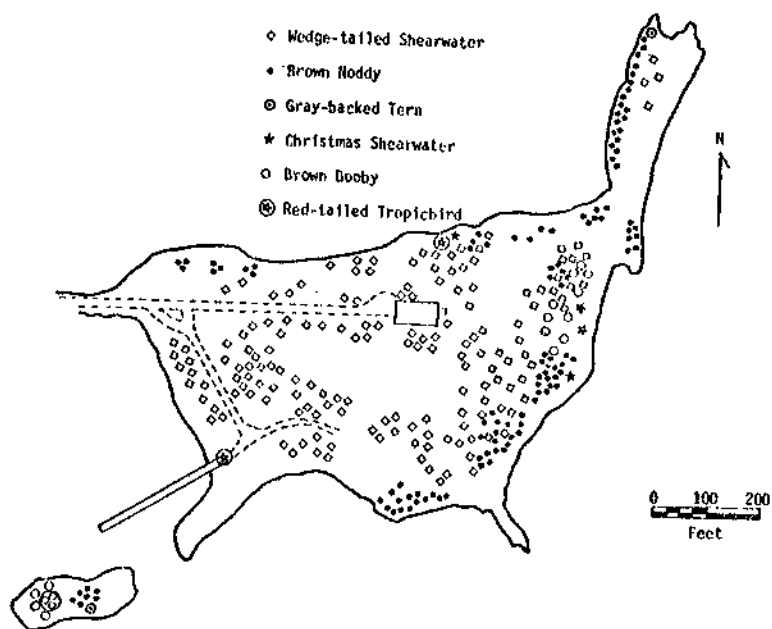 Wedge-tailed Shearwater
Brown Noddy
Gray-backed Tern
Christmas Shearwater
Brown Booby
Red-tailed Tropicbird
N
0 100 200
Feet